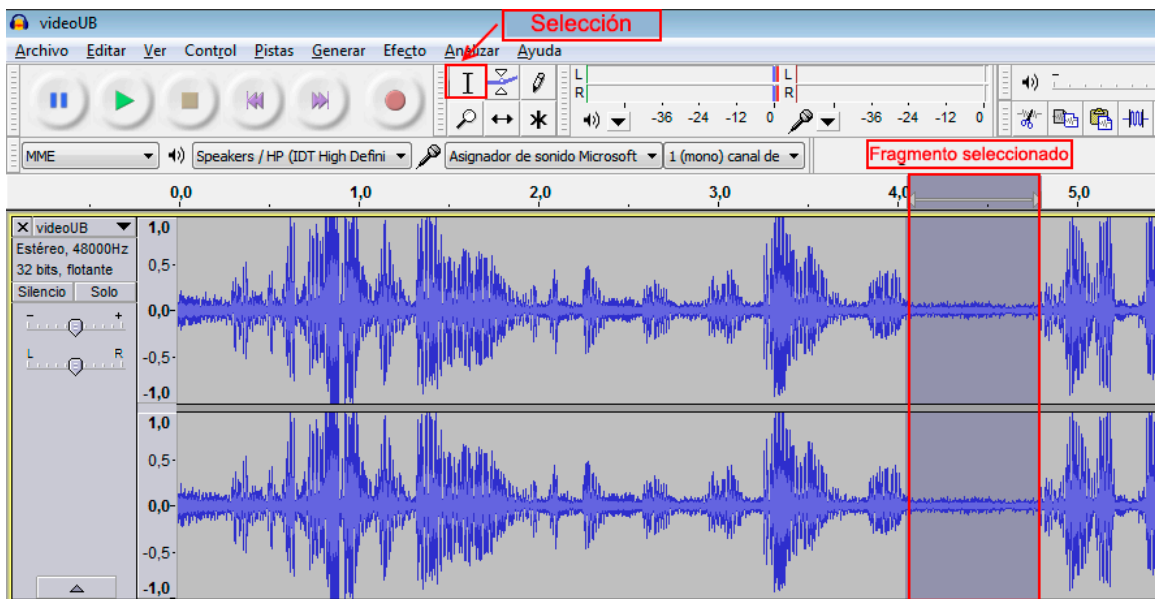 videoUB
Selección
Archivo Editar Ver Control Pistas Generar Efecto Analizar Ayuda
L L
R R
-36 -24 -12 0 -36 -24 -12 0
MME Speakers / HP (IDT High Defini Asignador de sonido Microsoft 1 (mono) canal de
Fragmento seleccionado
0,0 1,0 2,0 3,0 4,0 5,0
videoUB
Estéreo, 48000Hz
32 bits, flotante
Silencio Solo
- +
L R
1,0
0,5-
0,0-
-0,5-
-1,0
1,0
0,5-
0,0-
-0,5-
-1,0